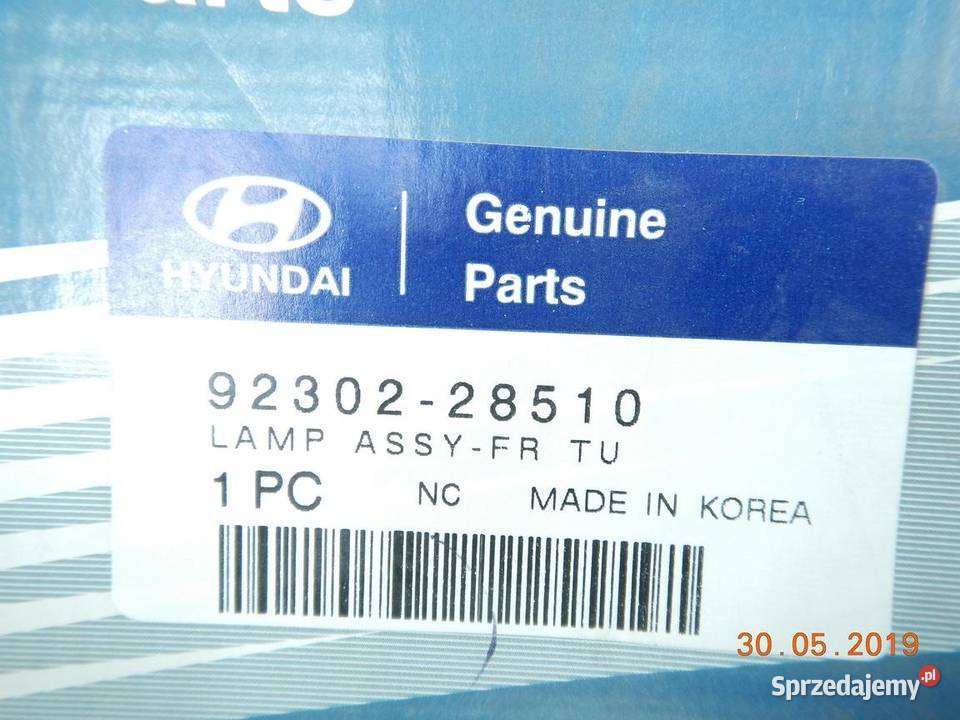 HYUNDAI
Genuine
Parts
92302-28510
LAMP ASSY-FR TU
1 PC NC MADE IN KOREA
30.05.2019
Sprzedajemy.pl